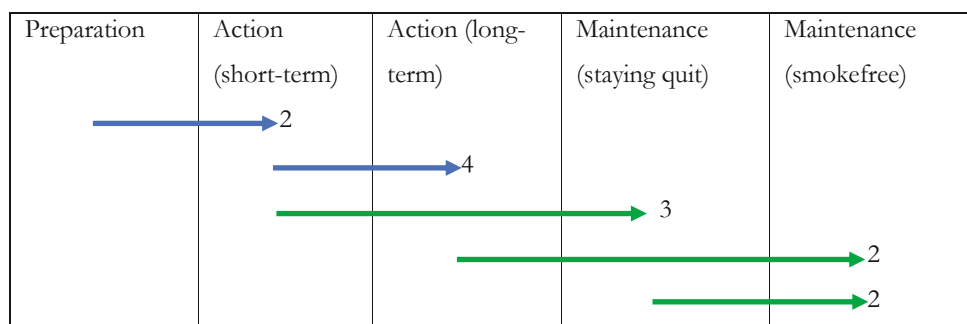 Preparation
Action
(short-term)
Action (long-
term)
Maintenance
(staying quit)
Maintenance
(smokefree)
2
4
3
2
2